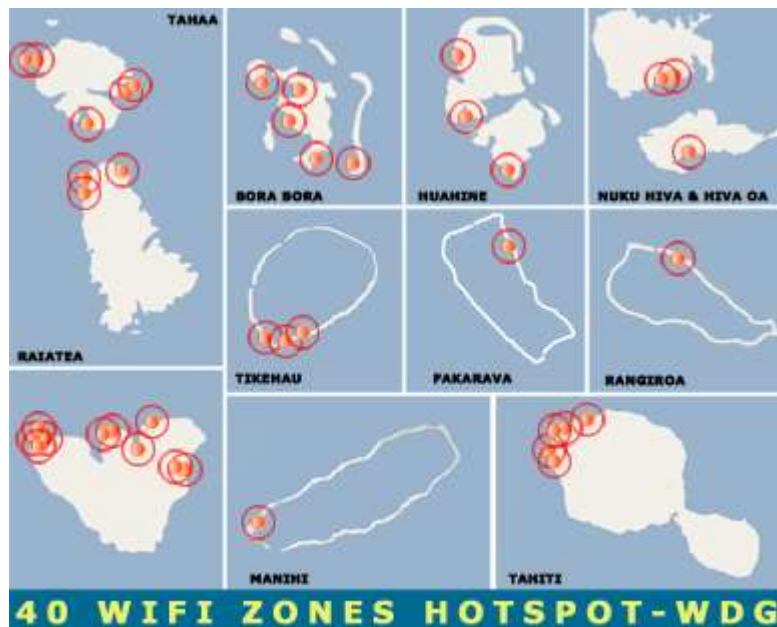 TAHAA
BORA BORA
HUAHINE
NUKU HIVA & HIVA OA
RAIATEA
TIKEHAU
FAKARAVA
RANGIROA
MANIHI
TAHITI
40 WIFI ZONES HOTSPOT-WDG